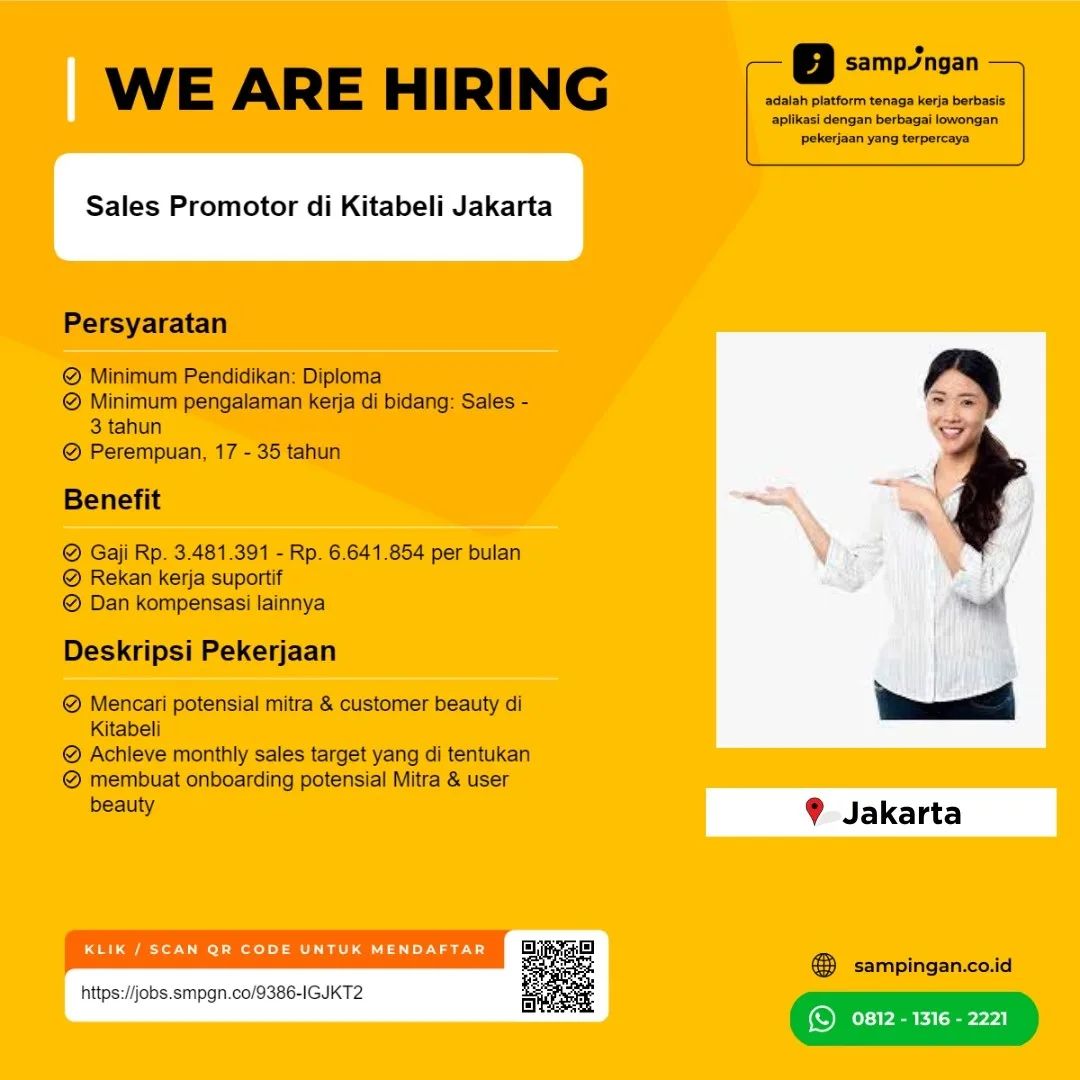 WE ARE HIRING
sampingan
adalah platform tenaga kerja berbasis
aplikasi dengan berbagai lowongan
pekerjaan yang terpercaya
Sales Promotor di Kitabeli Jakarta
Persyaratan
Minimum Pendidikan: Diploma
Minimum pengalaman kerja di bidang: Sales -
3 tahun
Perempuan, 17 - 35 tahun
Benefit
Gaji Rp. 3.481.391 - Rp. 6.641.854 per bulan
Rekan kerja suportif
Dan kompensasi lainnya
Deskripsi Pekerjaan
Mencari potensial mitra & customer beauty di
Kitabeli
Achleve monthly sales target yang di tentukan
membuat onboarding potensial Mitra & user
beauty
Jakarta
KLIK / SCAN QR CODE UNTUK MENDAFTAR
https://jobs.smpgn.co/9386-IGJKT2
sampingan.co.id
0812 - 1316 - 2221